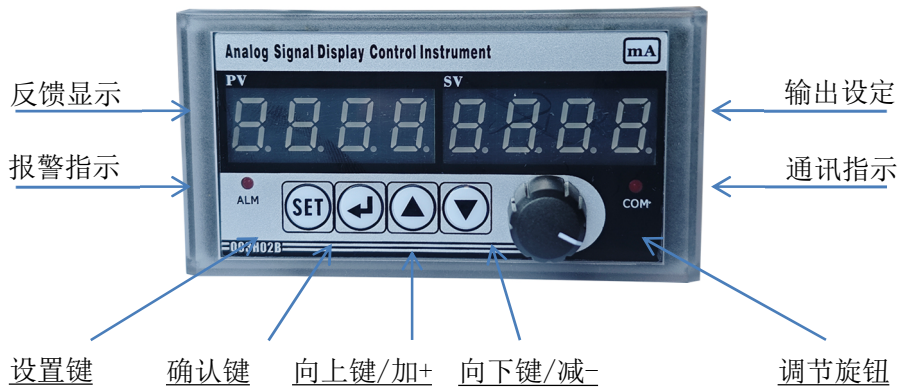 Analog Signal Display Control Instrument
mA
PV
SV
反馈显示
输出设定
报警指示
通讯指示
ALM
SET
COM
003H02B
设置键
确认键
向上键/加+
向下键/减-
调节旋钮